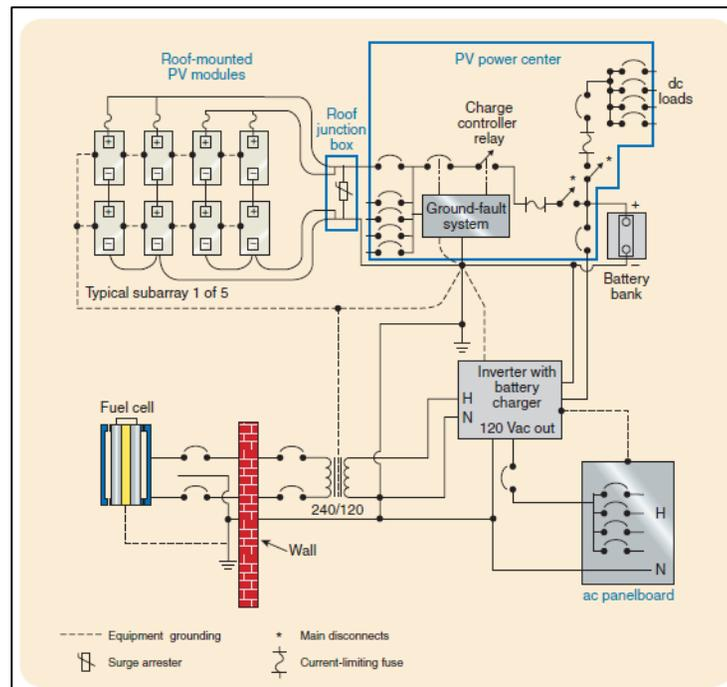 Roof-mounted
PV modules
PV power center
Roof
junction
box
Charge
controller
relay
dc
loads
*
*
Ground-fault
system
+
–
Battery
bank
+
+
+
+
–
–
–
–
+
+
+
+
–
–
–
–
Typical subarray 1 of 5
Inverter with
battery
charger
H
N
120 Vac out
Fuel cell
240/120
Wall
H
N
ac panelboard
Equipment grounding
* Main disconnects
Surge arrester
Current-limiting fuse